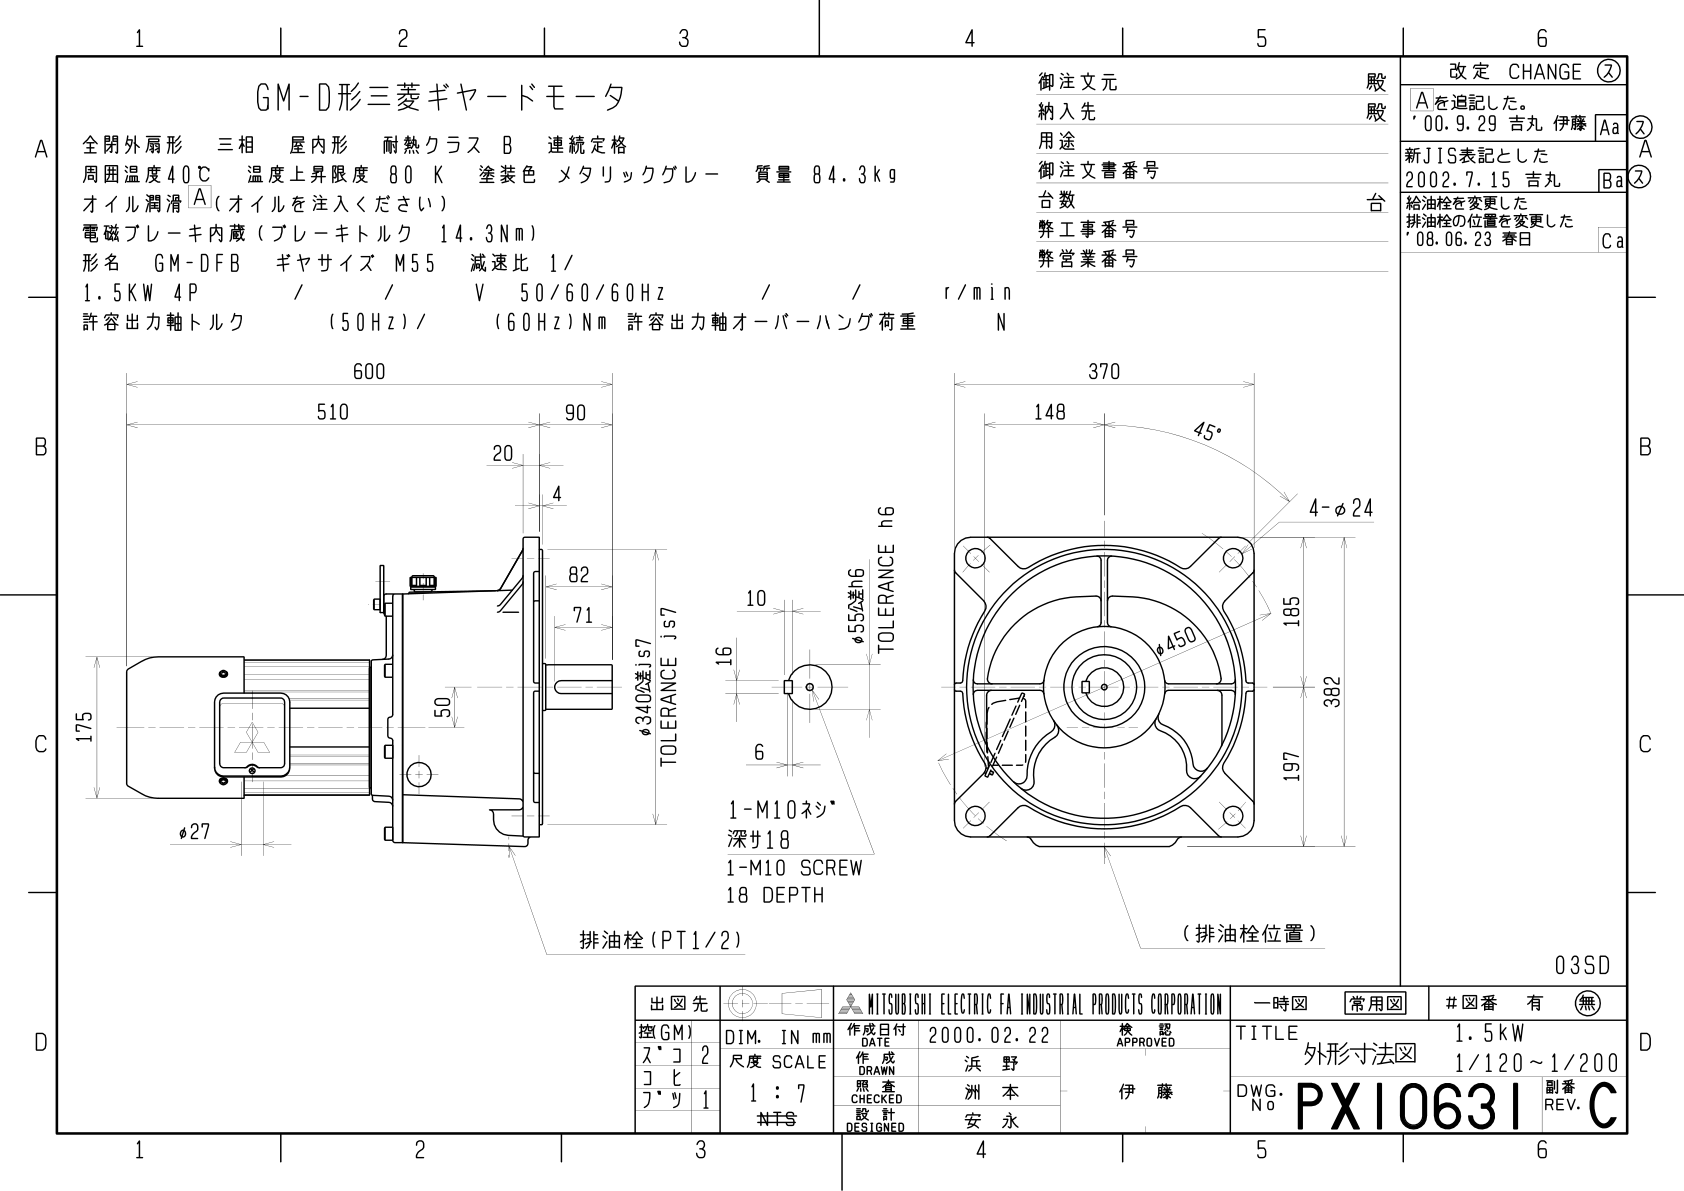 1 2 3 4 5 6
A
B
C
D
A
B
C
D
GM-D形三菱ギヤードモータ
全閉外扇形 三相 屋内形 耐熱クラス B 連続定格
周囲温度40℃ 温度上昇限度 80 K 塗装色 メタリックグレー 質量 84.3kg
オイル潤滑 A (オイルを注入ください)
電磁ブレーキ内蔵(ブレーキトルク 14.3Nm)
形名 GM-DFB ギヤサイズ M55 減速比 1/
1.5KW 4P / / V 50/60/60Hz / / r/min
許容出力軸トルク (50Hz)/ (60Hz)Nm 許容出力軸オーバーハング荷重 N
御注文元 殿
納入先 殿
用途
御注文書番号
台数 台
弊工事番号
弊営業番号
改定 CHANGE ス
Aを追記した。
'00.9.29 吉丸 伊藤 Aa ス
新JIS表記とした
2002.7.15 吉丸 Ba ス
給油栓を変更した
排油栓の位置を変更した
'08.06.23 春日 Ca
600
510
90
20
4
82
71
175
50
φ27
φ340公差js7
TOLERANCE js7
排油栓(PT1/2)
10
16
6
φ55公差h6
TOLERANCE h6
1-M10ネジ
深サ18
1-M10 SCREW
18 DEPTH
370
148
45°
4-φ24
φ450
185
382
197
(排油栓位置)
03SD
出図先
控(GM)
ズコ 2
コヒ
ブツ 1
DIM. IN mm
尺度 SCALE
1 : 7
NTS
MITSUBISHI ELECTRIC FA INDUSTRIAL PRODUCTS CORPORATION
作成日付
DATE
2000.02.22
検 認
APPROVED
作 成
DRAWN
浜 野
照 査
CHECKED
洲 本
伊 藤
設 計
DESIGNED
安 永
一時図 常用図 #図番 有 無
TITLE
外形寸法図
1.5kW
1/120~1/200
DWG.
No
PX10631
副番
REV.
C
1 2 3 4 5 6